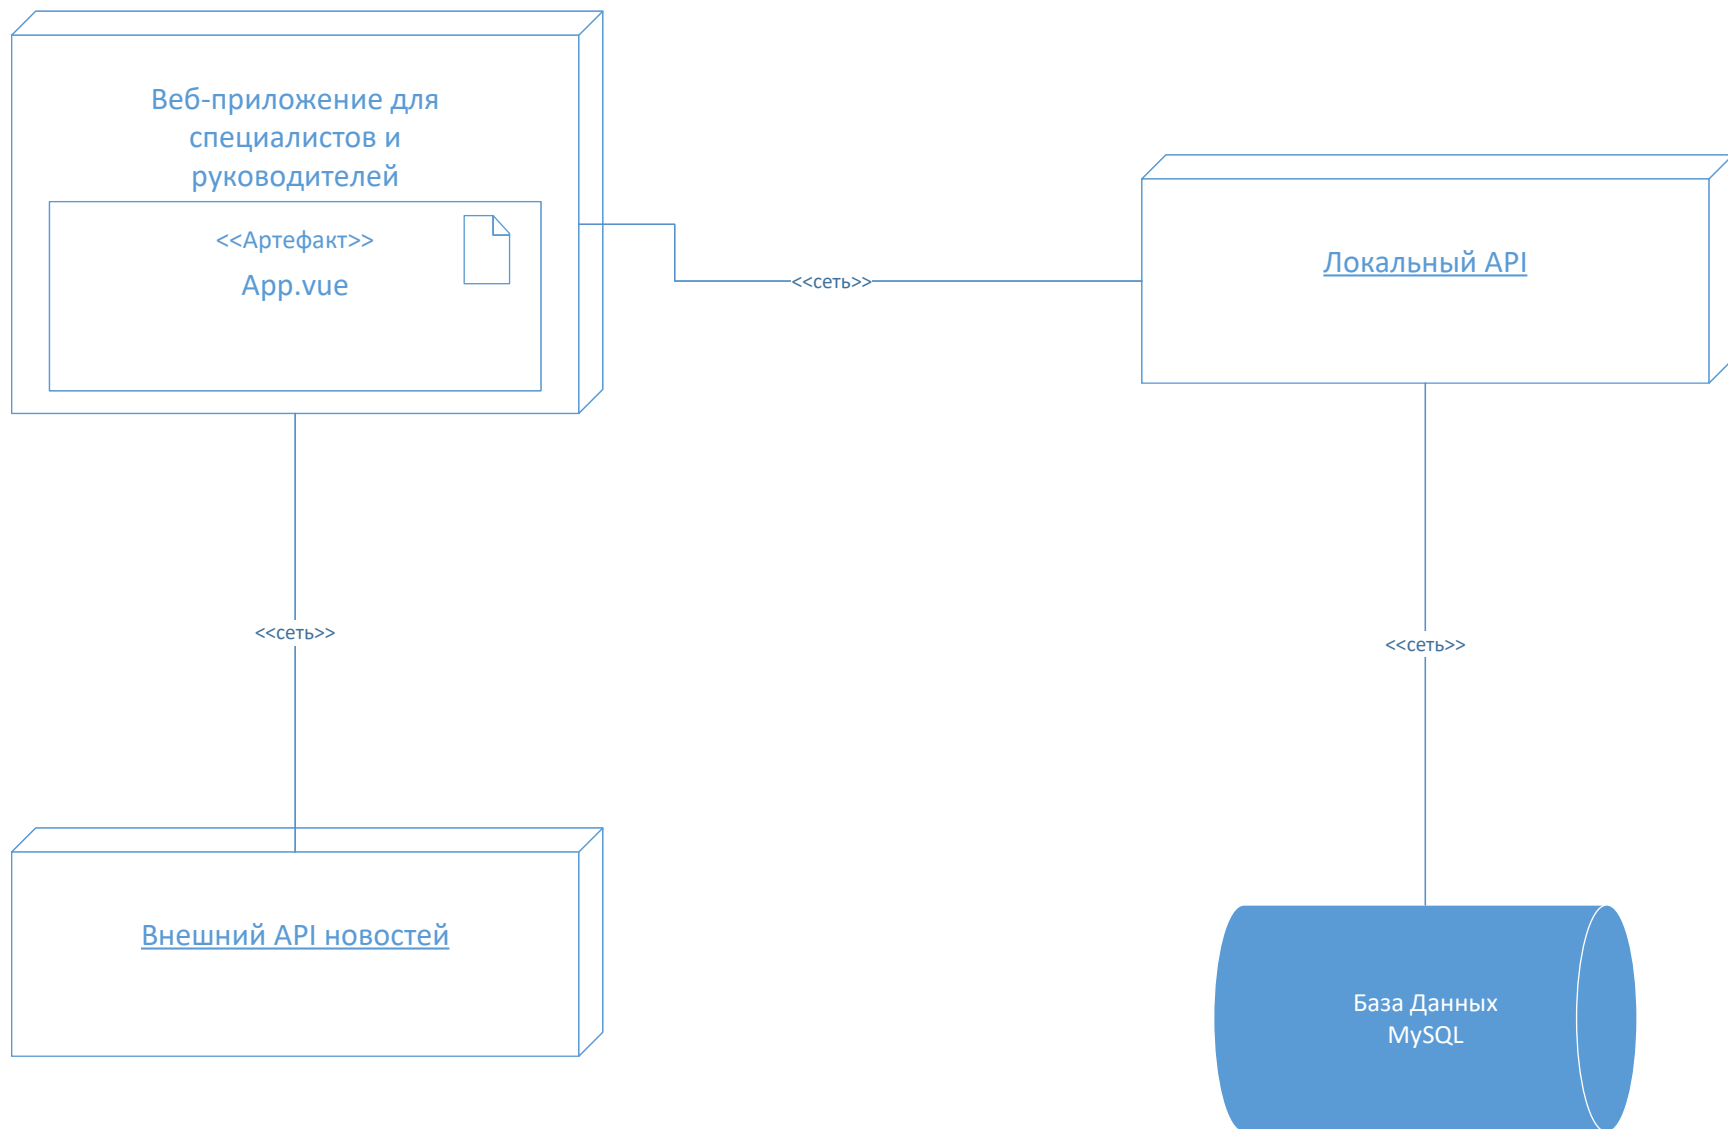 Веб-приложение для
специалистов и
руководителей
<<Артефакт>>
App.vue
<<сеть>>
Локальный API
<<сеть>>
<<сеть>>
Внешний API новостей
База Данных
MySQL